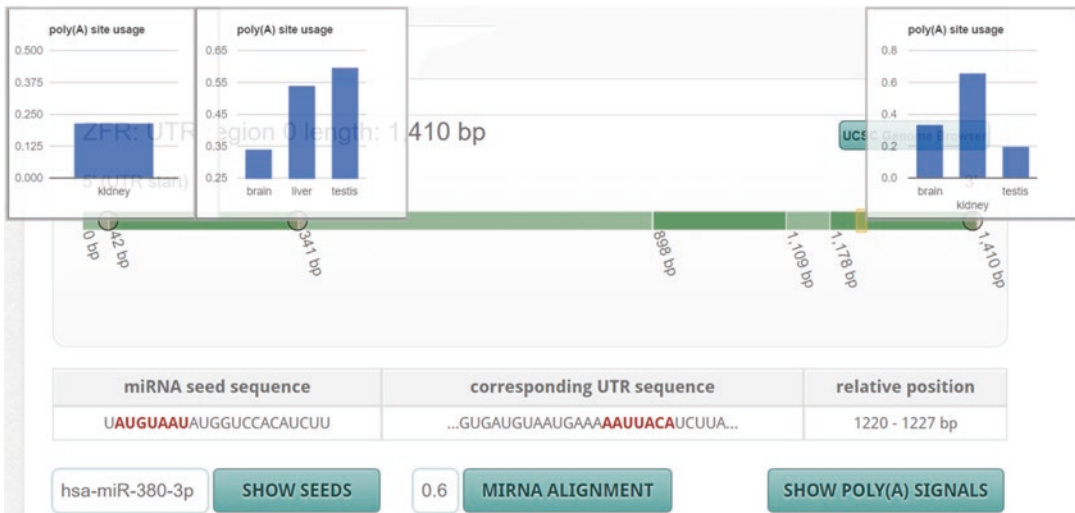 poly(A) site usage
0.500
0.375
0.250
0.125
0.000
kidney
poly(A) site usage
0.65
0.55
0.45
0.35
0.25
brain liver testis
poly(A) site usage
0.8
0.6
0.4
0.2
0.0
brain testis
kidney
ZFR: UTR region 0 length: 1,410 bp
UCSC Genome Browser
5' (UTR start)
3'
0 bp
42 bp
341 bp
898 bp
1,109 bp
1,178 bp
1,410 bp
miRNA seed sequence corresponding UTR sequence relative position
UAUGUAAUAUGGUCCACAUCUU ...GUGAUGUAAUGAAAAAUUACAUCUUA... 1220 - 1227 bp
hsa-miR-380-3p SHOW SEEDS 0.6 MIRNA ALIGNMENT SHOW POLY(A) SIGNALS